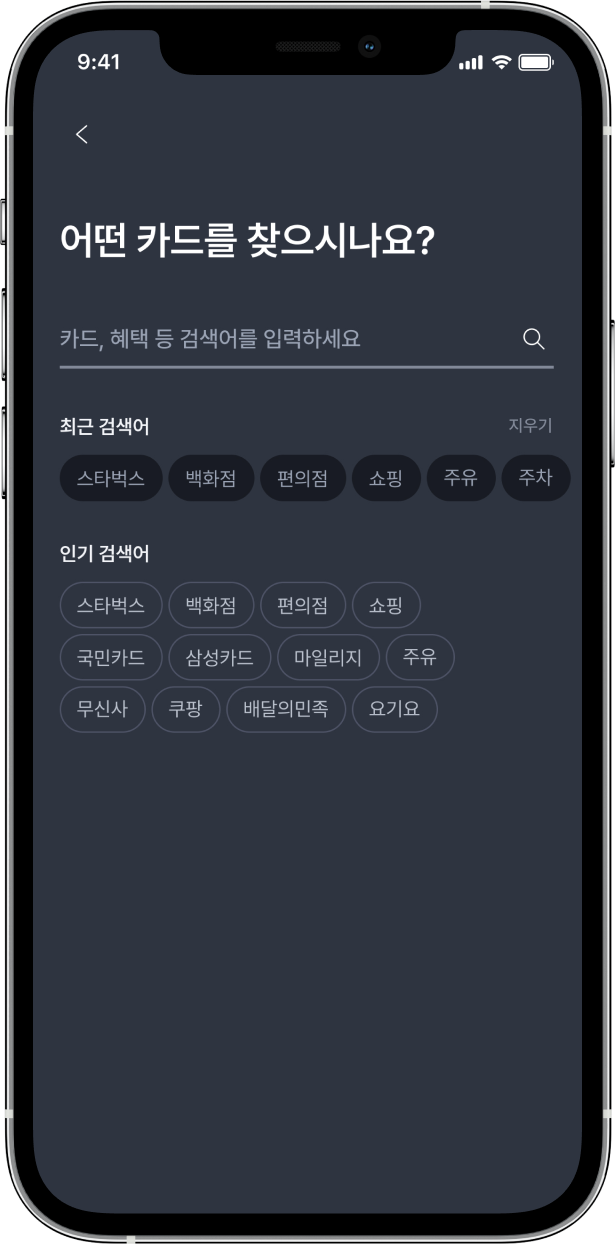 9:41
어떤 카드를 찾으시나요?
카드, 혜택 등 검색어를 입력하세요
최근 검색어 지우기
스타벅스 백화점 편의점 쇼핑 주유 주차
인기 검색어
스타벅스 백화점 편의점 쇼핑
국민카드 삼성카드 마일리지 주유
무신사 쿠팡 배달의민족 요기요